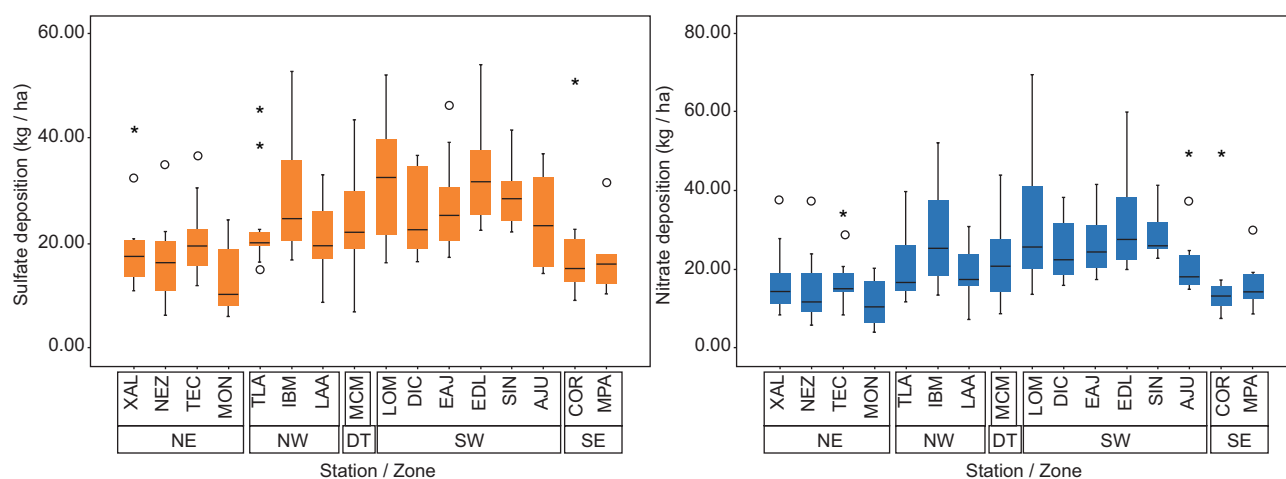 Sulfate deposition (kg / ha)
60.00
40.00
20.00
0.00
XAL NEZ TEC MON TLA IBM LAA MCM LOM DIC EAJ EDL SIN AJU COR MPA
NE NW DT SW SE
Station / Zone
Nitrate deposition (kg / ha)
80.00
60.00
40.00
20.00
0.00
XAL NEZ TEC MON TLA IBM LAA MCM LOM DIC EAJ EDL SIN AJU COR MPA
NE NW DT SW SE
Station / Zone